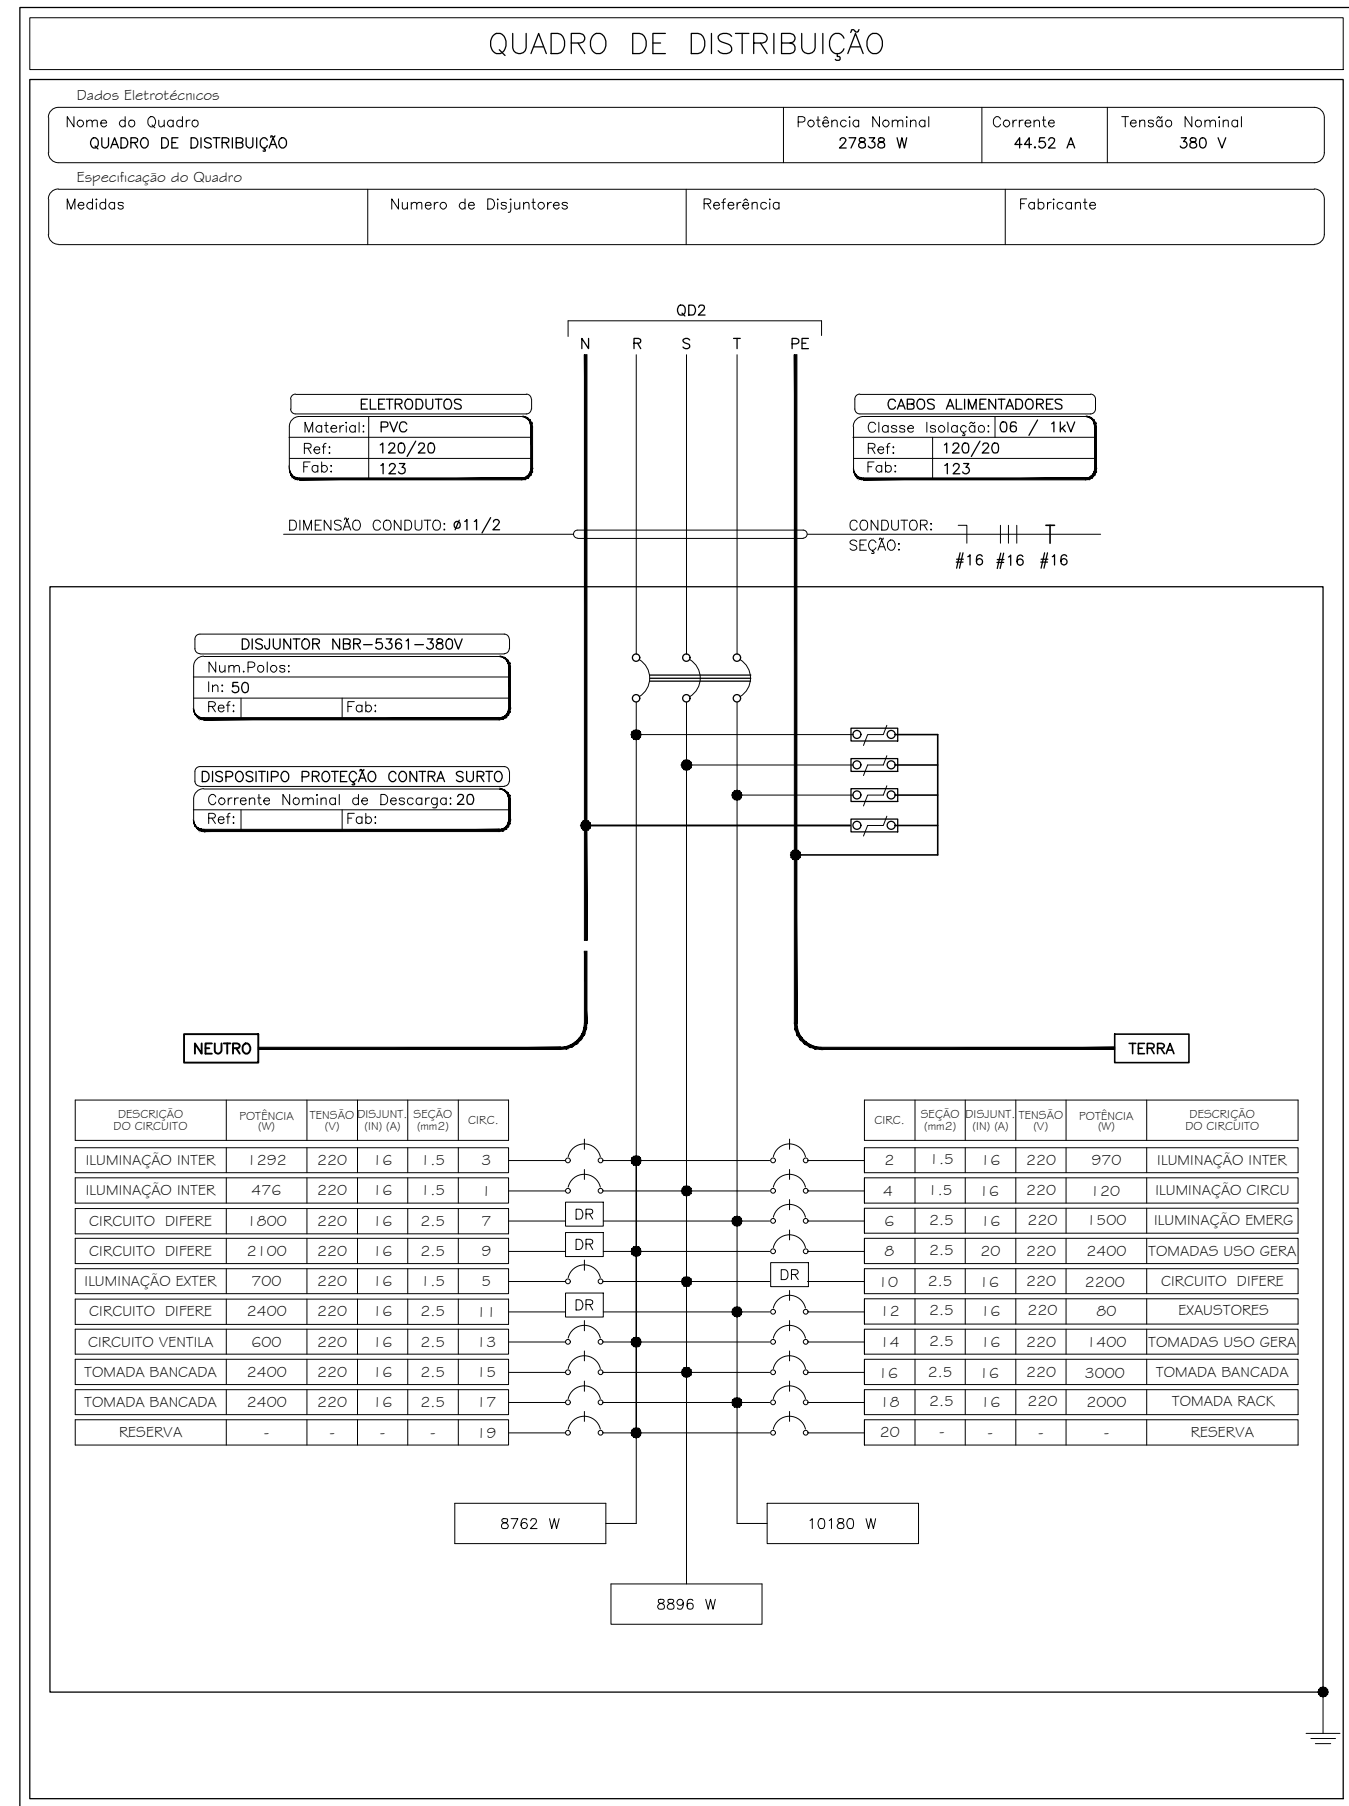 QUADRO DE DISTRIBUIÇÃO
Dados Eletrotécnicos
Nome do Quadro Potência Nominal Corrente Tensão Nominal
QUADRO DE DISTRIBUIÇÃO 27838 W 44.52 A 380 V
Especificação do Quadro
Medidas Numero de Disjuntores Referência Fabricante
QD2
N R S T PE
ELETRODUTOS
Material: PVC
Ref: 120/20
Fab: 123
CABOS ALIMENTADORES
Classe Isolação: 06 / 1kV
Ref: 120/20
Fab: 123
DIMENSÃO CONDUTO: ø11/2
CONDUTOR:
SEÇÃO:
#16 #16 #16
DISJUNTOR NBR-5361-380V
Num.Polos:
In: 50
Ref: Fab:
DISPOSITIPO PROTEÇÃO CONTRA SURTO
Corrente Nominal de Descarga: 20
Ref: Fab:
NEUTRO TERRA
DESCRIÇÃO DO CIRCUITO POTÊNCIA (W) TENSÃO (V) DISJUNT. (IN) (A) SEÇÃO (mm2) CIRC.
ILUMINAÇÃO INTER 1292 220 16 1.5 3
ILUMINAÇÃO INTER 476 220 16 1.5 1
CIRCUITO DIFERE 1800 220 16 2.5 7 DR
CIRCUITO DIFERE 2100 220 16 2.5 9 DR
ILUMINAÇÃO EXTER 700 220 16 1.5 5
CIRCUITO DIFERE 2400 220 16 2.5 11 DR
CIRCUITO VENTILA 600 220 16 2.5 13
TOMADA BANCADA 2400 220 16 2.5 15
TOMADA BANCADA 2400 220 16 2.5 17
RESERVA - - - - 19
CIRC. SEÇÃO (mm2) DISJUNT. (IN) (A) TENSÃO (V) POTÊNCIA (W) DESCRIÇÃO DO CIRCUITO
2 1.5 16 220 970 ILUMINAÇÃO INTER
4 1.5 16 220 120 ILUMINAÇÃO CIRCU
6 2.5 16 220 1500 ILUMINAÇÃO EMERG
8 2.5 20 220 2400 TOMADAS USO GERA
DR 10 2.5 16 220 2200 CIRCUITO DIFERE
12 2.5 16 220 80 EXAUSTORES
14 2.5 16 220 1400 TOMADAS USO GERA
16 2.5 16 220 3000 TOMADA BANCADA
18 2.5 16 220 2000 TOMADA RACK
20 - - - - RESERVA
8762 W 10180 W
8896 W